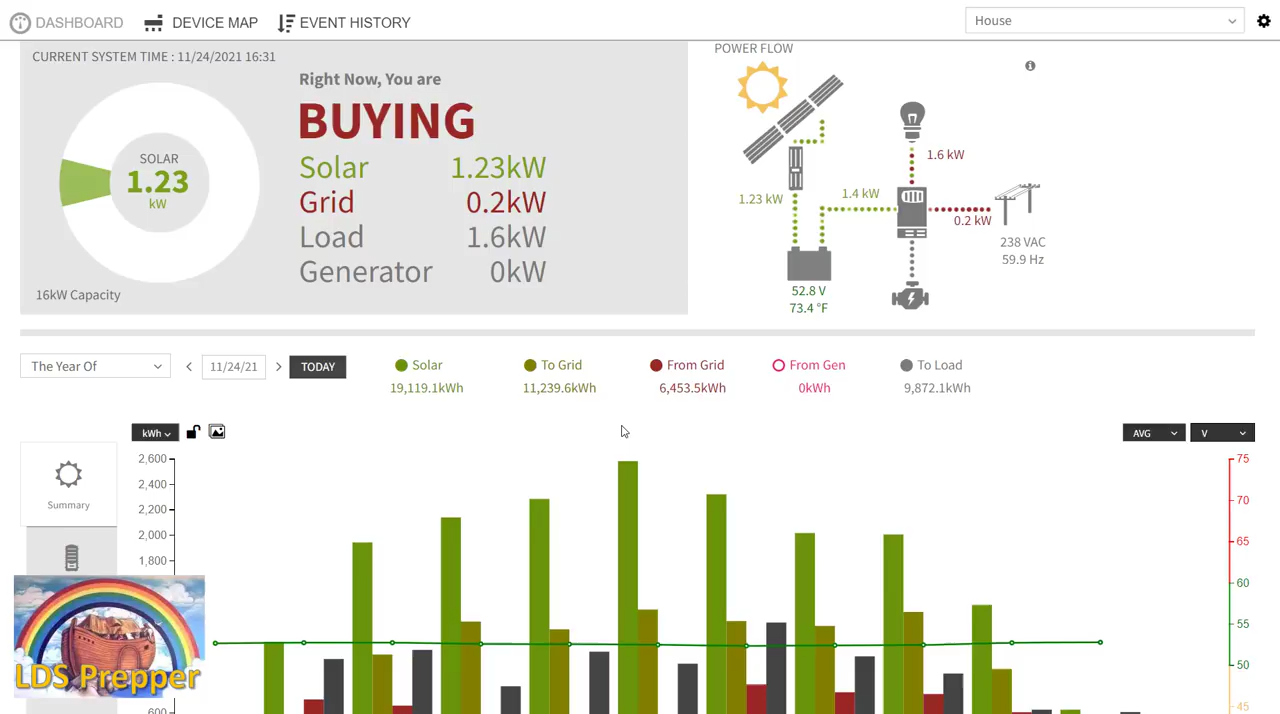 DASHBOARD
DEVICE MAP
EVENT HISTORY
House
CURRENT SYSTEM TIME : 11/24/2021 16:31
SOLAR
1.23
kW
16kW Capacity
Right Now, You are
BUYING
Solar 1.23kW
Grid 0.2kW
Load 1.6kW
Generator 0kW
POWER FLOW
1.6 kW
1.23 kW
1.4 kW
0.2 kW
238 VAC
59.9 Hz
52.8 V
73.4 °F
The Year Of
11/24/21
TODAY
Solar
19,119.1kWh
To Grid
11,239.6kWh
From Grid
6,453.5kWh
From Gen
0kWh
To Load
9,872.1kWh
kWh
AVG
V
2,600
2,400
2,200
2,000
1,800
600
75
70
65
60
55
50
45
Summary
LDS Prepper